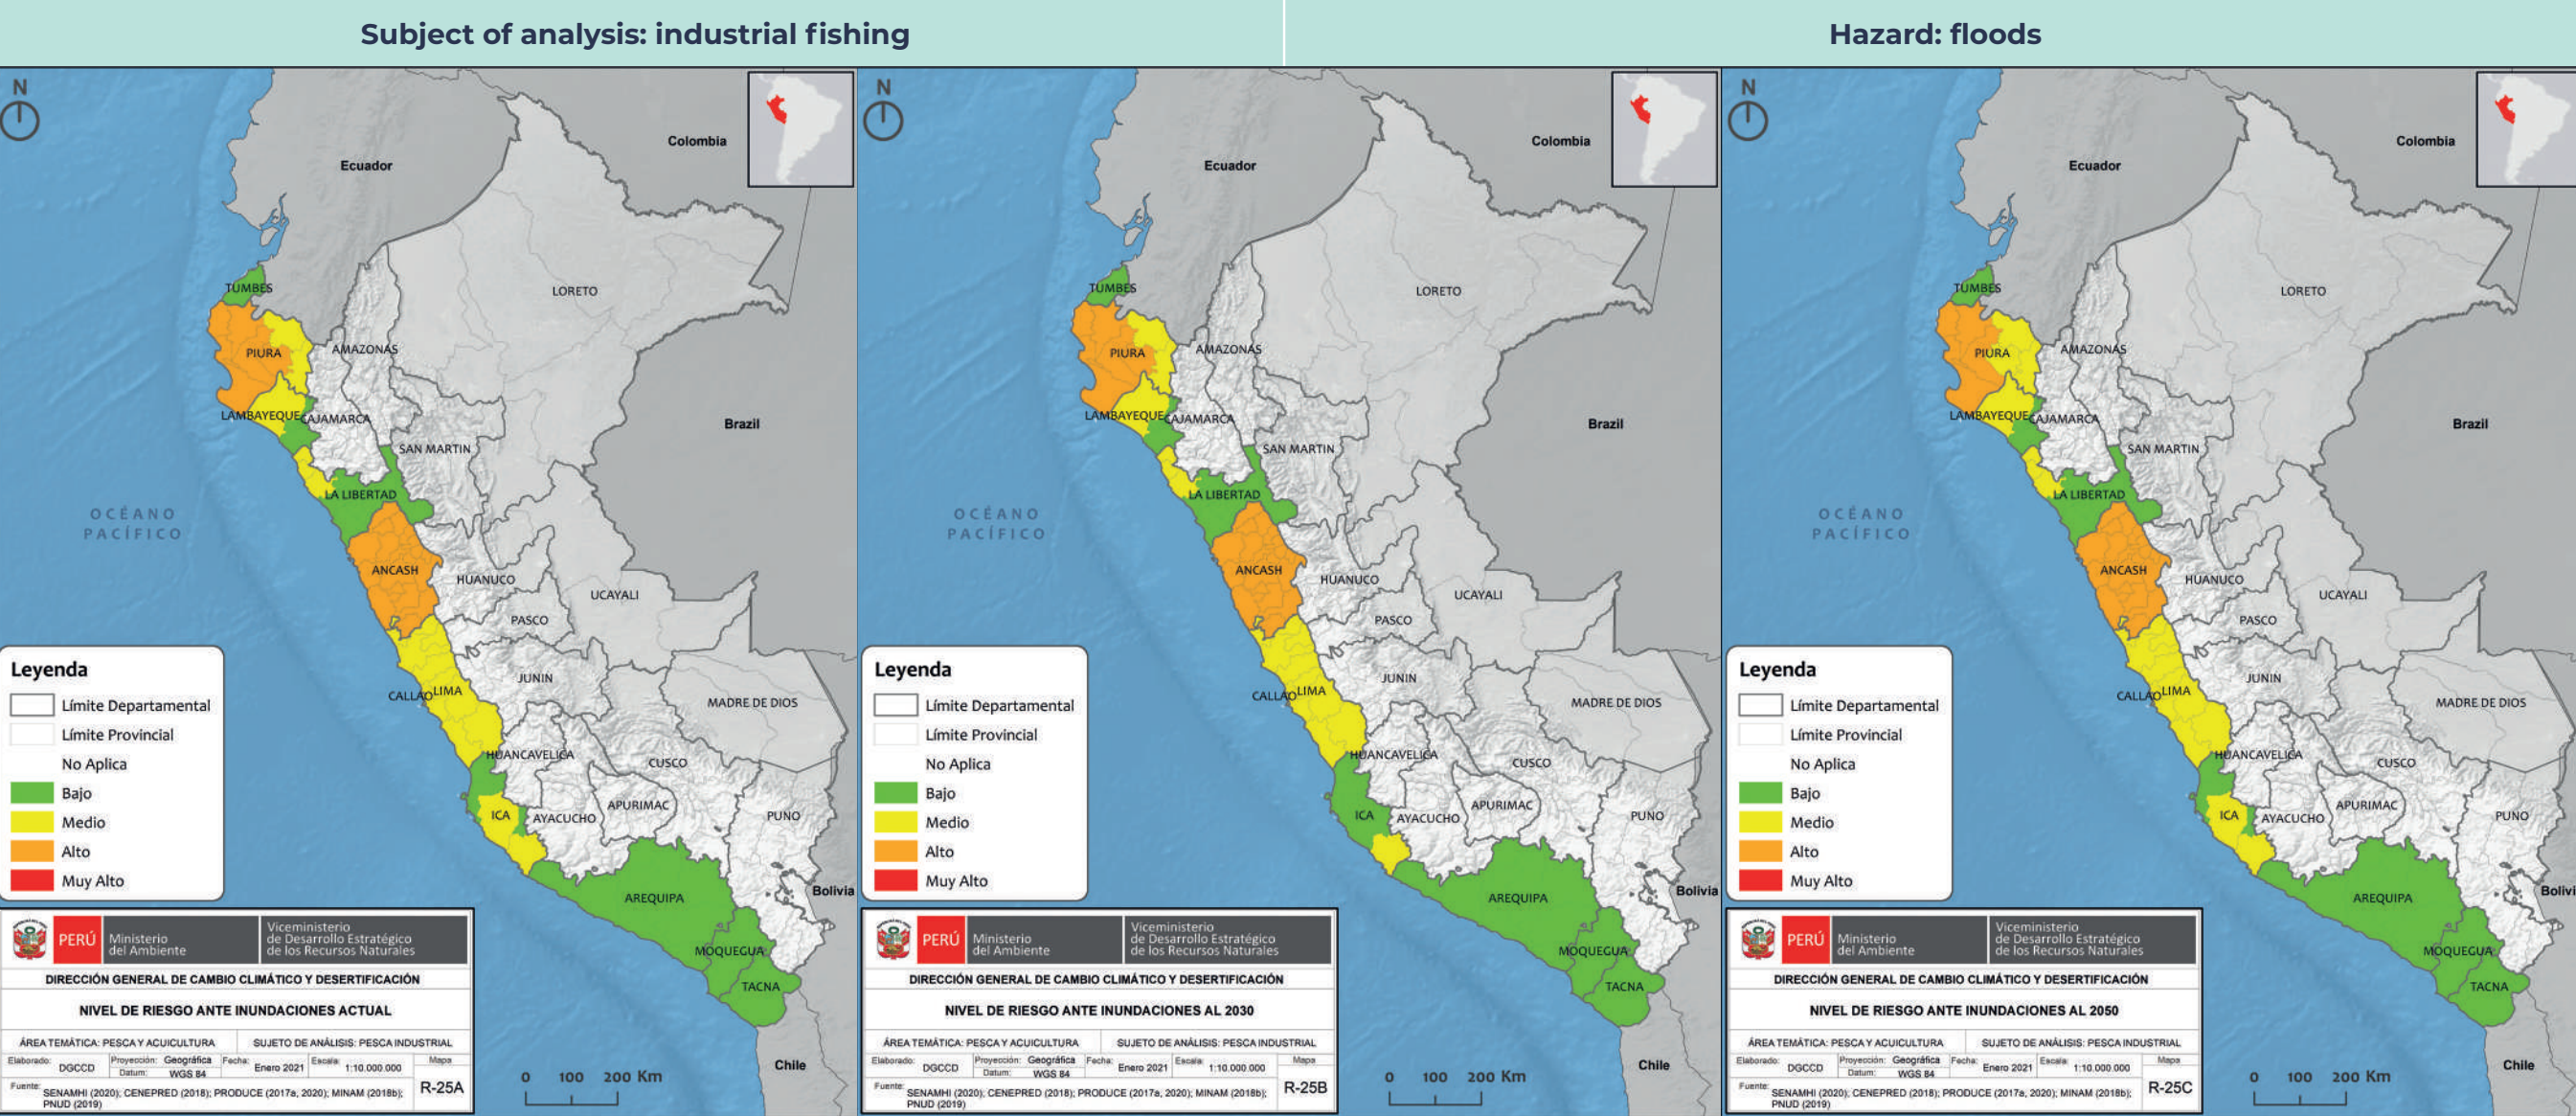 Subject of analysis: industrial fishing
Hazard: floods
N
Colombia
Ecuador
TUMBES
LORETO
PIURA
AMAZONAS
LAMBAYEQUE
CAJAMARCA
Brazil
SAN MARTIN
LA LIBERTAD
OCÉANO
PACÍFICO
ANCASH
HUANUCO
UCAYALI
PASCO
JUNIN
CALLAO
LIMA
MADRE DE DIOS
HUANCAVELICA
CUSCO
APURIMAC
ICA
AYACUCHO
PUNO
Bolivia
AREQUIPA
MOQUEGUA
TACNA
Chile
Leyenda
Límite Departamental
Límite Provincial
No Aplica
Bajo
Medio
Alto
Muy Alto
PERÚ
Ministerio
del Ambiente
Viceministerio
de Desarrollo Estratégico
de los Recursos Naturales
DIRECCIÓN GENERAL DE CAMBIO CLIMÁTICO Y DESERTIFICACIÓN
NIVEL DE RIESGO ANTE INUNDACIONES ACTUAL
ÁREA TEMÁTICA: PESCA Y ACUICULTURA SUJETO DE ANÁLISIS: PESCA INDUSTRIAL
Elaborado: DGCCD Proyección: Geográfica Datum: WGS 84 Fecha: Enero 2021 Escala: 1:10.000.000 Mapa R-25A
Fuente: SENAMHI (2020); CENEPRED (2018); PRODUCE (2017a, 2020); MINAM (2018b);
PNUD (2019)
0 100 200 Km
N
Colombia
Ecuador
TUMBES
LORETO
PIURA
AMAZONAS
LAMBAYEQUE
CAJAMARCA
Brazil
SAN MARTIN
LA LIBERTAD
OCÉANO
PACÍFICO
ANCASH
HUANUCO
UCAYALI
PASCO
JUNIN
CALLAO
LIMA
MADRE DE DIOS
HUANCAVELICA
CUSCO
APURIMAC
ICA
AYACUCHO
PUNO
Bolivia
AREQUIPA
MOQUEGUA
TACNA
Chile
Leyenda
Límite Departamental
Límite Provincial
No Aplica
Bajo
Medio
Alto
Muy Alto
PERÚ
Ministerio
del Ambiente
Viceministerio
de Desarrollo Estratégico
de los Recursos Naturales
DIRECCIÓN GENERAL DE CAMBIO CLIMÁTICO Y DESERTIFICACIÓN
NIVEL DE RIESGO ANTE INUNDACIONES AL 2030
ÁREA TEMÁTICA: PESCA Y ACUICULTURA SUJETO DE ANÁLISIS: PESCA INDUSTRIAL
Elaborado: DGCCD Proyección: Geográfica Datum: WGS 84 Fecha: Enero 2021 Escala: 1:10.000.000 Mapa R-25B
Fuente: SENAMHI (2020); CENEPRED (2018); PRODUCE (2017a, 2020); MINAM (2018b);
PNUD (2019)
0 100 200 Km
N
Colombia
Ecuador
TUMBES
LORETO
PIURA
AMAZONAS
LAMBAYEQUE
CAJAMARCA
Brazil
SAN MARTIN
LA LIBERTAD
OCÉANO
PACÍFICO
ANCASH
HUANUCO
UCAYALI
PASCO
JUNIN
CALLAO
LIMA
MADRE DE DIOS
HUANCAVELICA
CUSCO
APURIMAC
ICA
AYACUCHO
PUNO
Bolivi
AREQUIPA
MOQUEGUA
TACNA
Chile
Leyenda
Límite Departamental
Límite Provincial
No Aplica
Bajo
Medio
Alto
Muy Alto
PERÚ
Ministerio
del Ambiente
Viceministerio
de Desarrollo Estratégico
de los Recursos Naturales
DIRECCIÓN GENERAL DE CAMBIO CLIMÁTICO Y DESERTIFICACIÓN
NIVEL DE RIESGO ANTE INUNDACIONES AL 2050
ÁREA TEMÁTICA: PESCA Y ACUICULTURA SUJETO DE ANÁLISIS: PESCA INDUSTRIAL
Elaborado: DGCCD Proyección: Geográfica Datum: WGS 84 Fecha: Enero 2021 Escala: 1:10.000.000 Mapa R-25C
Fuente: SENAMHI (2020); CENEPRED (2018); PRODUCE (2017a, 2020); MINAM (2018b);
PNUD (2019)
0 100 200 Km